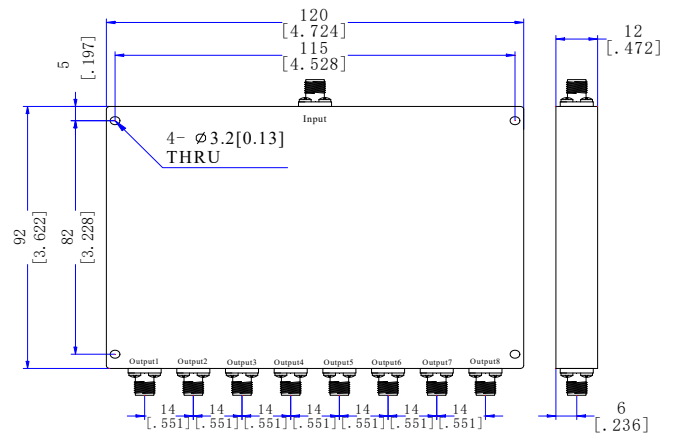 120
[4.724]
12
[.472]
115
[4.528]
5
[.197]
Input
4- Ø3.2[0.13]
THRU
92
[3.622]
82
[3.228]
Output1 Output2 Output3 Output4 Output5 Output6 Output7 Output8
14 14 14 14 14 14 14
[.551] [.551] [.551] [.551] [.551] [.551] [.551]
6
[.236]